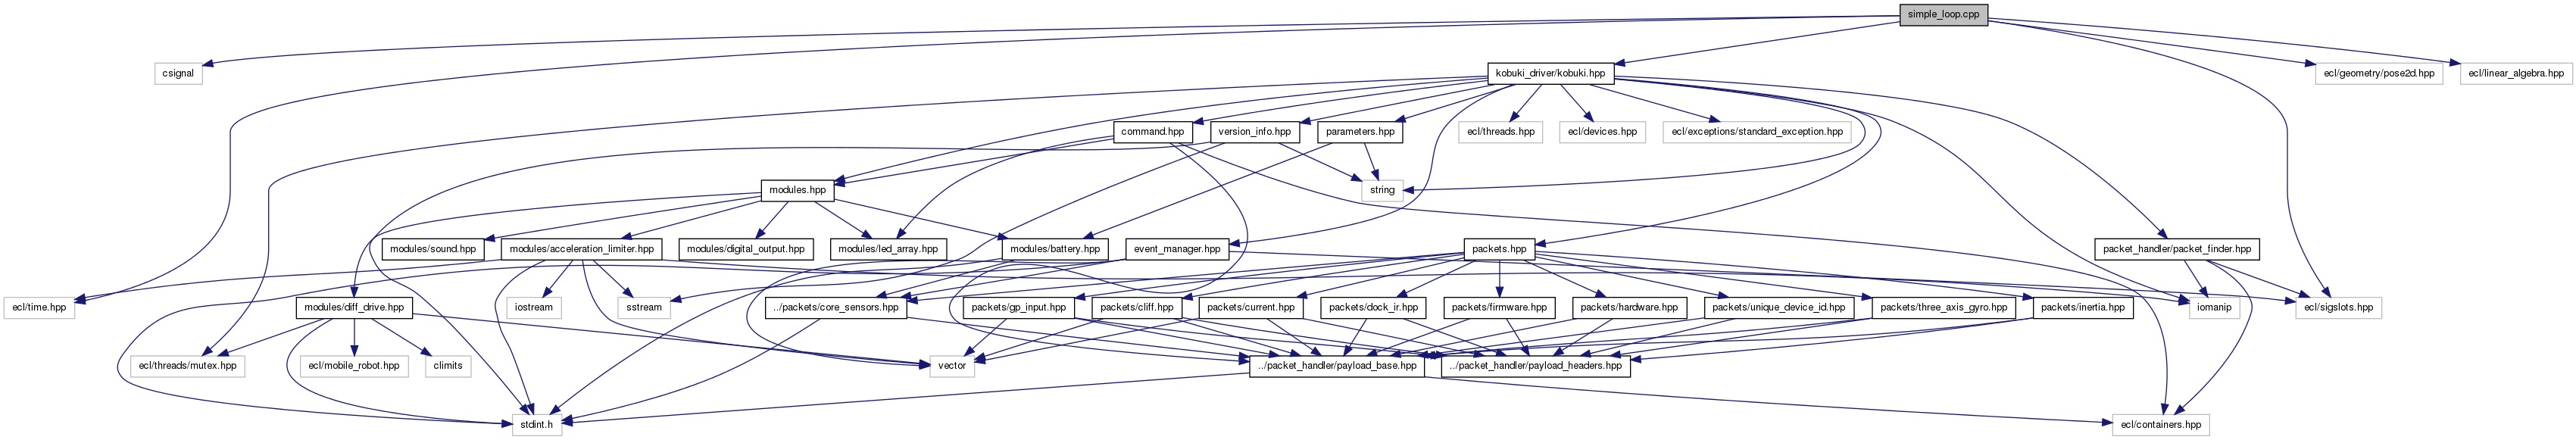 simple_loop.cpp
csignal
kobuki_driver/kobuki.hpp
ecl/geometry/pose2d.hpp
ecl/linear_algebra.hpp
command.hpp
version_info.hpp
parameters.hpp
ecl/threads.hpp
ecl/devices.hpp
ecl/exceptions/standard_exception.hpp
modules.hpp
string
modules/sound.hpp
modules/acceleration_limiter.hpp
modules/digital_output.hpp
modules/led_array.hpp
modules/battery.hpp
event_manager.hpp
packets.hpp
packet_handler/packet_finder.hpp
ecl/time.hpp
modules/diff_drive.hpp
iostream
sstream
../packets/core_sensors.hpp
packets/gp_input.hpp
packets/cliff.hpp
packets/current.hpp
packets/dock_ir.hpp
packets/firmware.hpp
packets/hardware.hpp
packets/unique_device_id.hpp
packets/three_axis_gyro.hpp
packets/inertia.hpp
iomanip
ecl/sigslots.hpp
ecl/threads/mutex.hpp
ecl/mobile_robot.hpp
climits
vector
../packet_handler/payload_base.hpp
../packet_handler/payload_headers.hpp
stdint.h
ecl/containers.hpp